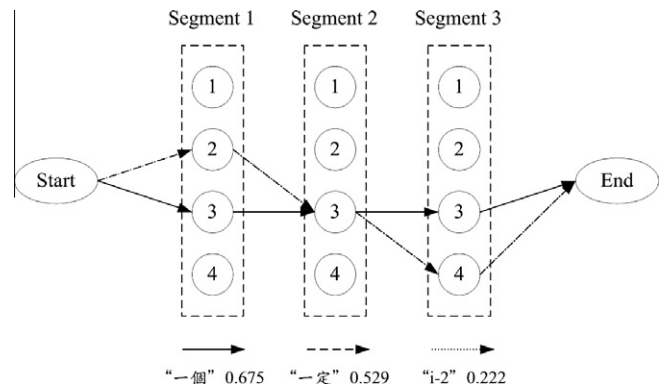 Segment 1 Segment 2 Segment 3
1 1 1
2 2 2
Start End
3 3 3
4 4 4
“一個” 0.675 “一定” 0.529 “i-2” 0.222